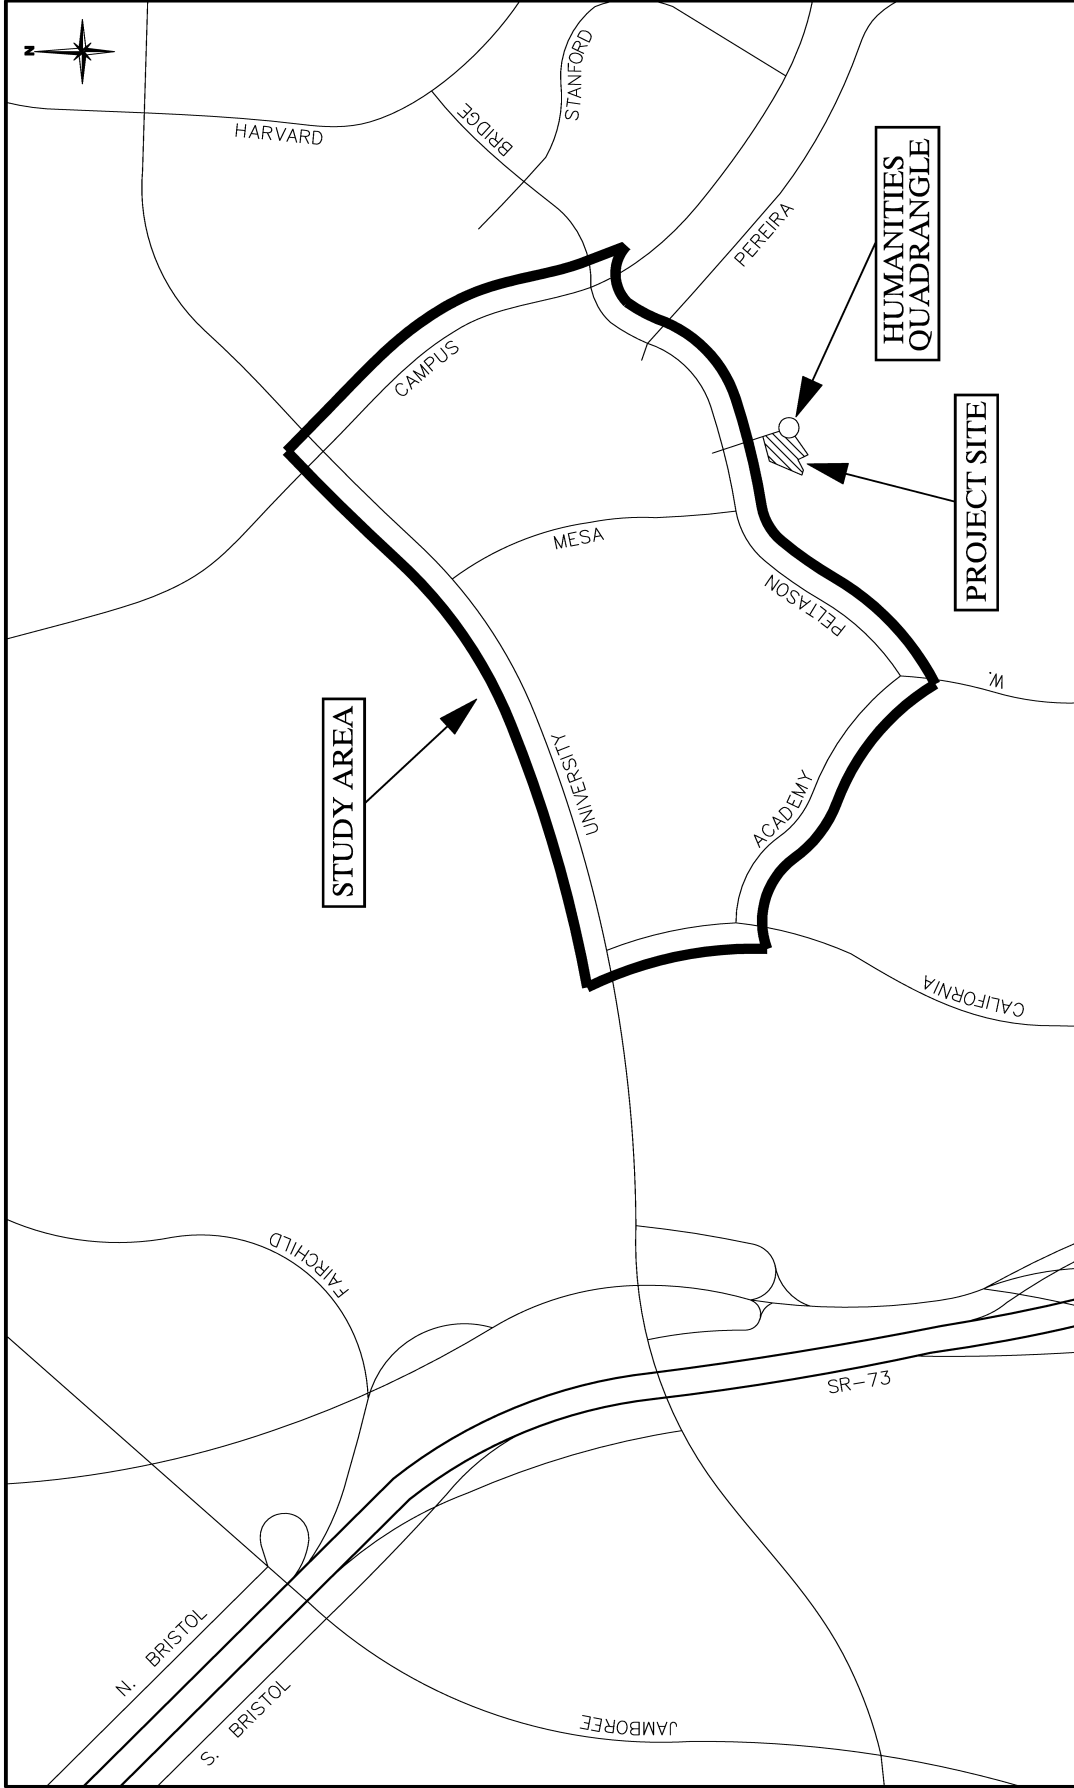 N
HARVARD
BRIDGE
STANFORD
PEREIRA
CAMPUS
HUMANITIES
QUADRANGLE
PROJECT SITE
MESA
PELTASON
W.
STUDY AREA
UNIVERSITY
ACADEMY
CALIFORNIA
FAIRCHILD
SR-73
N. BRISTOL
S. BRISTOL
JAMBOREE